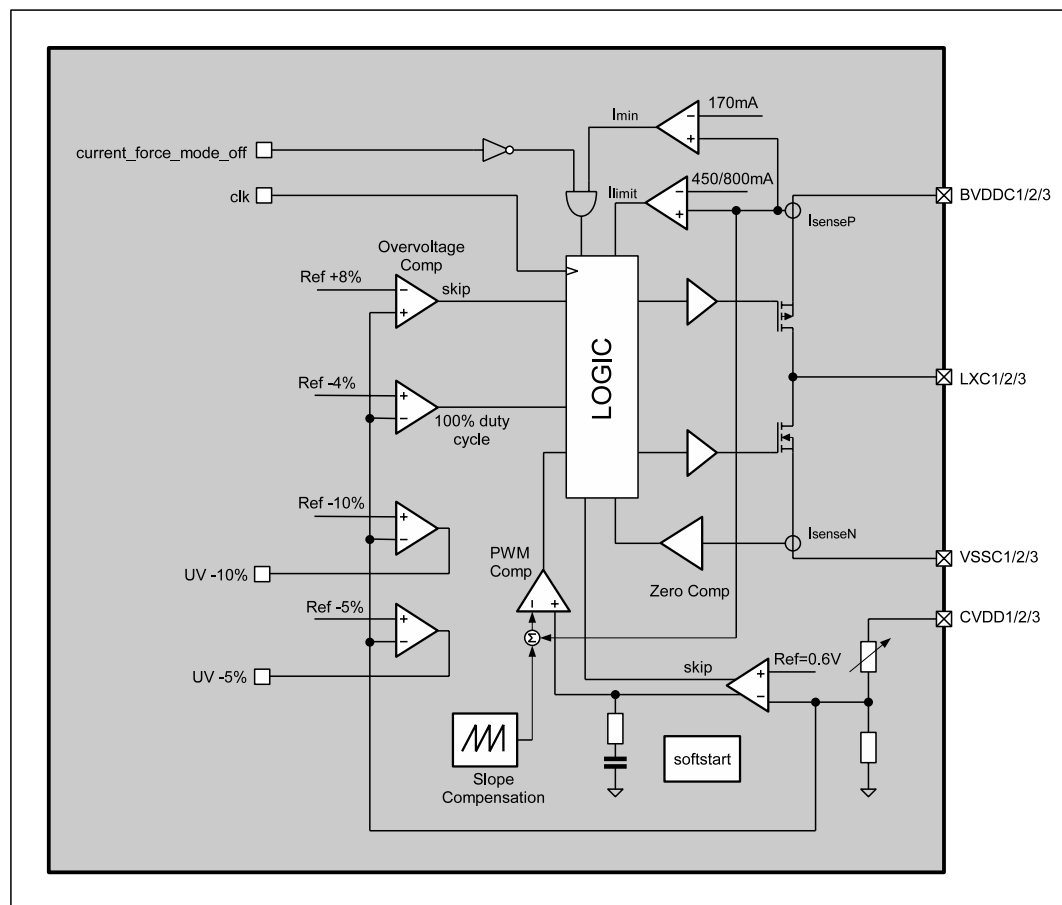 170mA
Imin
current_force_mode_off
450/800mA
clk
Ilimit
BVDDC1/2/3
IsenseP
Overvoltage
Comp
Ref +8%
skip
−
+
LOGIC
Ref -4%
LXC1/2/3
100% duty
cycle
Ref -10%
IsenseN
PWM
Comp
VSSC1/2/3
UV -10%
Zero Comp
Ref -5%
CVDD1/2/3
Σ
Ref=0.6V
skip
UV -5%
softstart
Slope
Compensation